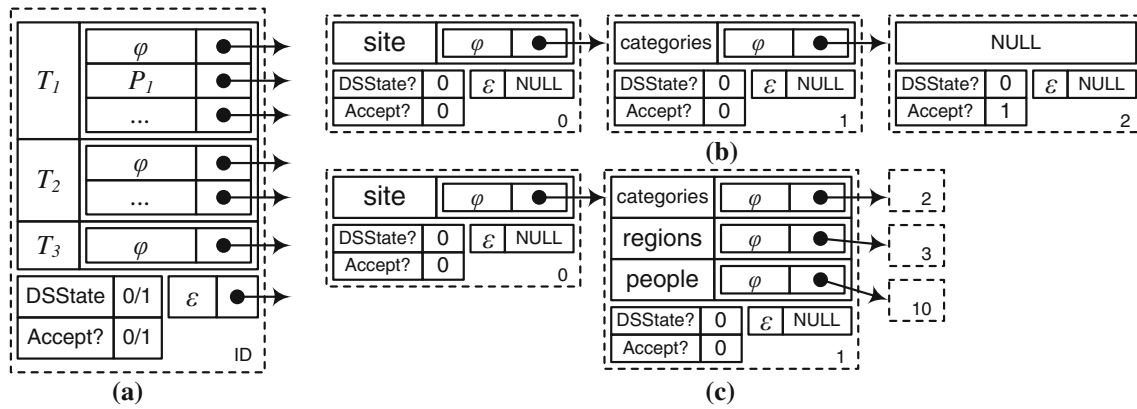 T1 φ
P1
...
T2 φ
...
T3 φ
DSState 0/1 ε
Accept? 0/1
ID
(a)
site φ
DSState? 0 ε NULL
Accept? 0
0
categories φ
DSState? 0 ε NULL
Accept? 0
1
NULL
DSState? 0 ε NULL
Accept? 1
2
(b)
site φ
DSState? 0 ε NULL
Accept? 0
0
categories φ
regions φ
people φ
DSState? 0 ε NULL
Accept? 0
1
2
3
10
(c)